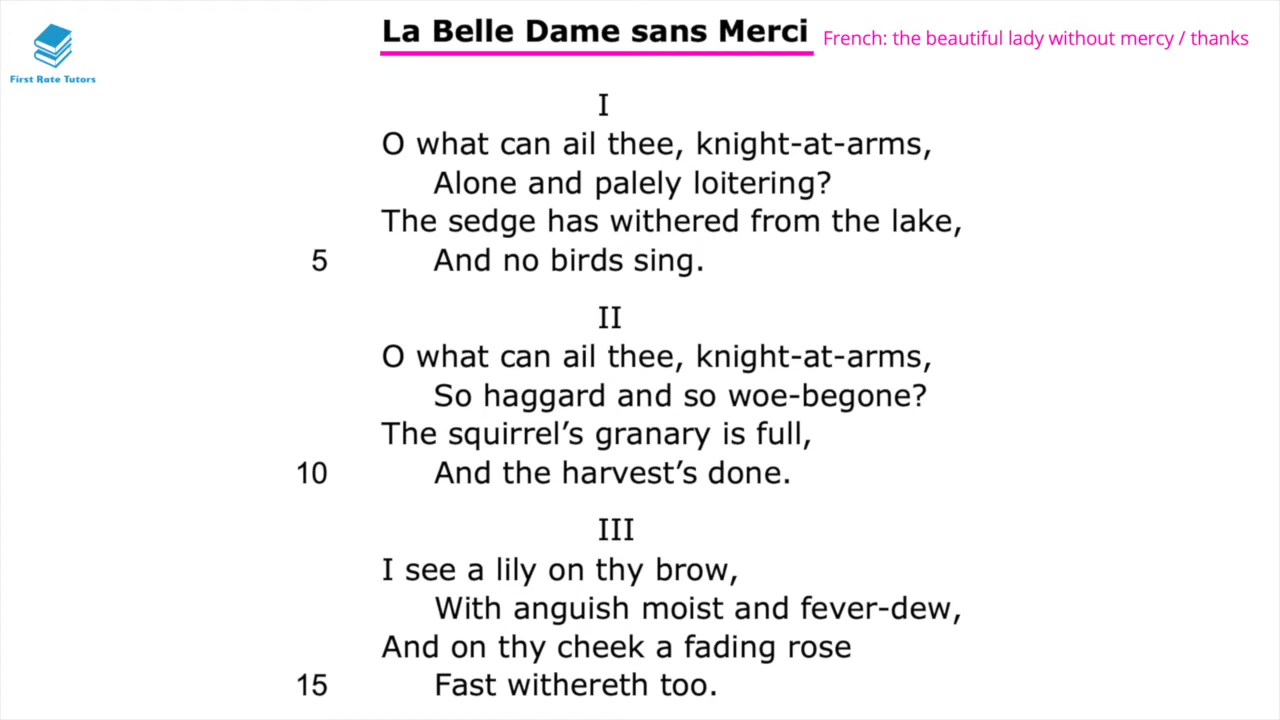 La Belle Dame sans Merci French: the beautiful lady without mercy / thanks
First Rate Tutors
I
O what can ail thee, knight-at-arms,
Alone and palely loitering?
The sedge has withered from the lake,
5 And no birds sing.
II
O what can ail thee, knight-at-arms,
So haggard and so woe-begone?
The squirrel’s granary is full,
10 And the harvest’s done.
III
I see a lily on thy brow,
With anguish moist and fever-dew,
And on thy cheek a fading rose
15 Fast withereth too.